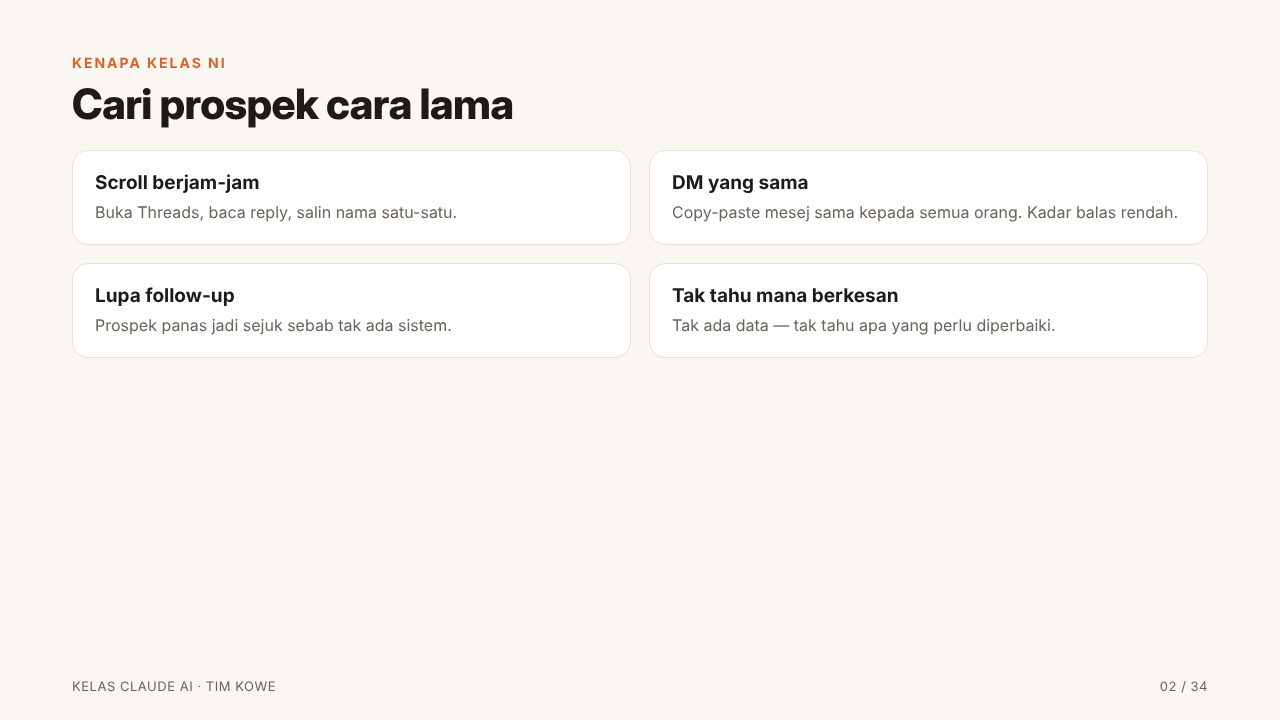 KENAPA KELAS NI
Cari prospek cara lama
Scroll berjam-jam
Buka Threads, baca reply, salin nama satu-satu.
DM yang sama
Copy-paste mesej sama kepada semua orang. Kadar balas rendah.
Lupa follow-up
Prospek panas jadi sejuk sebab tak ada sistem.
Tak tahu mana berkesan
Tak ada data — tak tahu apa yang perlu diperbaiki.
KELAS CLAUDE AI · TIM KOWE
02 / 34